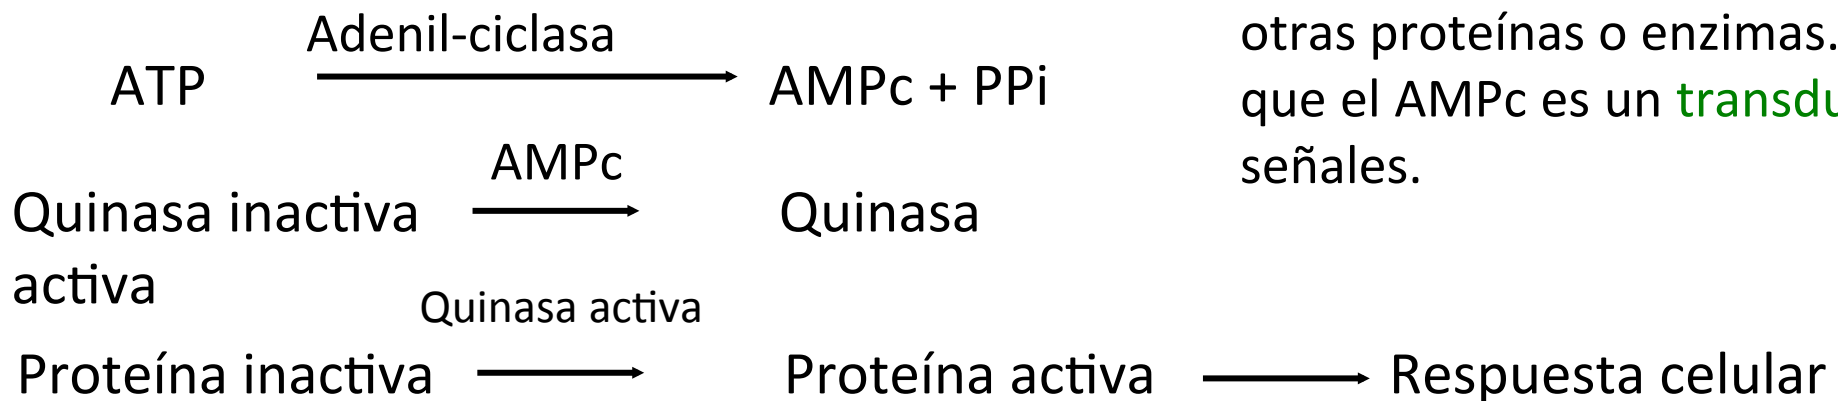 Adenil-ciclasa
ATP AMPc + PPi
AMPc
Quinasa inactiva Quinasa
activa
Quinasa activa
Proteína inactiva Proteína activa Respuesta celular
otras proteínas o enzimas.
que el AMPc es un
señales.